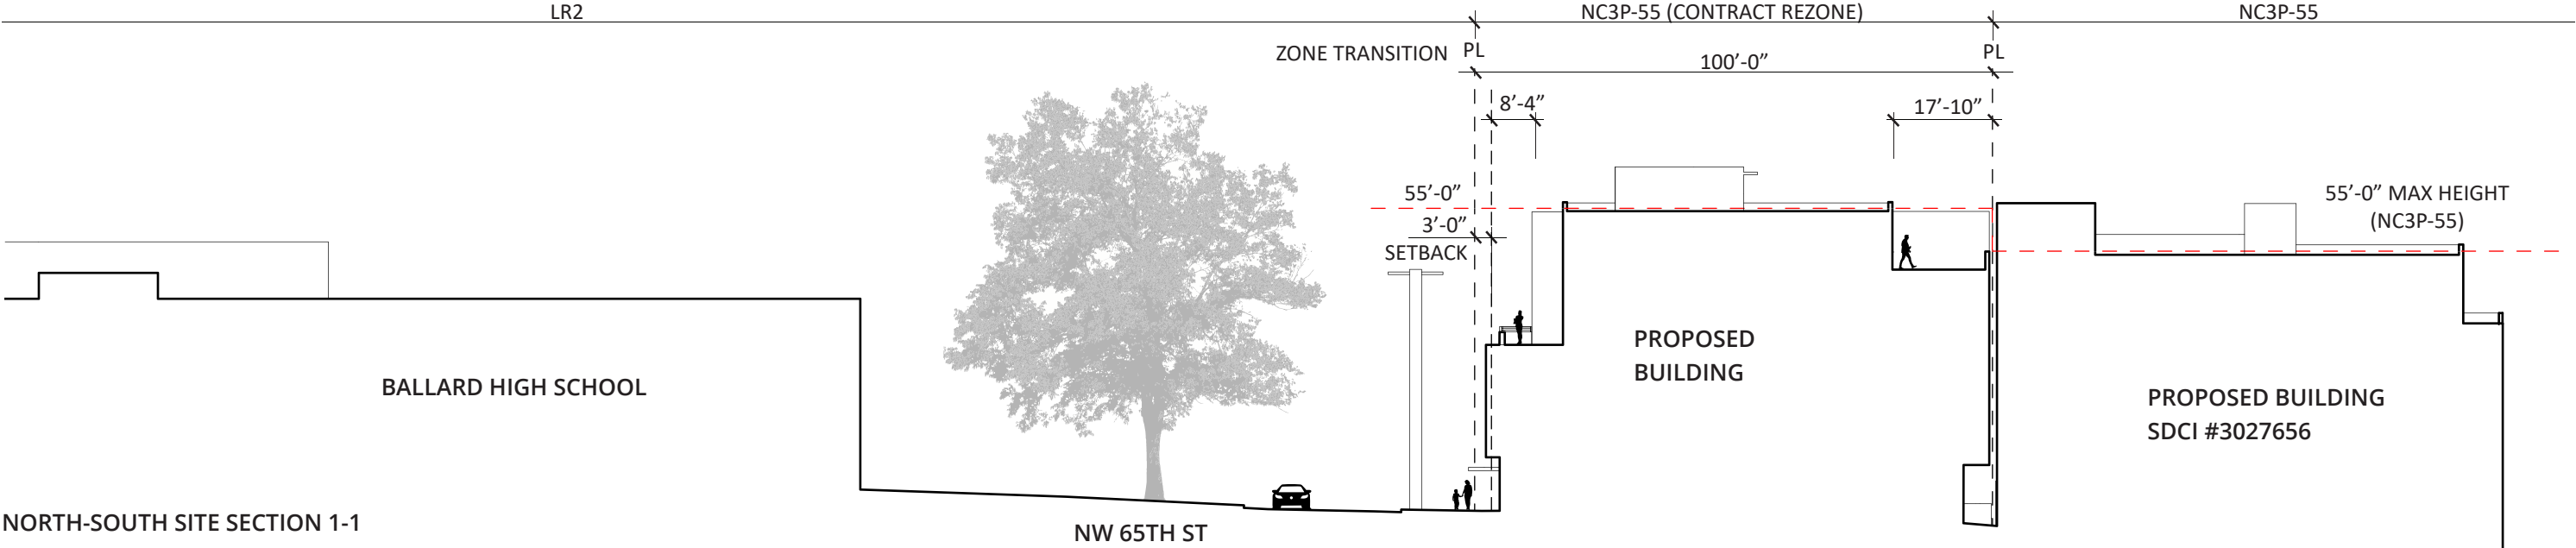 LR2
NC3P-55 (CONTRACT REZONE)
NC3P-55
ZONE TRANSITION
PL
PL
100’-0”
8’-4”
17’-10”
55’-0”
3’-0”
SETBACK
55’-0” MAX HEIGHT
(NC3P-55)
BALLARD HIGH SCHOOL
PROPOSED
BUILDING
PROPOSED BUILDING
SDCI #3027656
NORTH-SOUTH SITE SECTION 1-1
NW 65TH ST